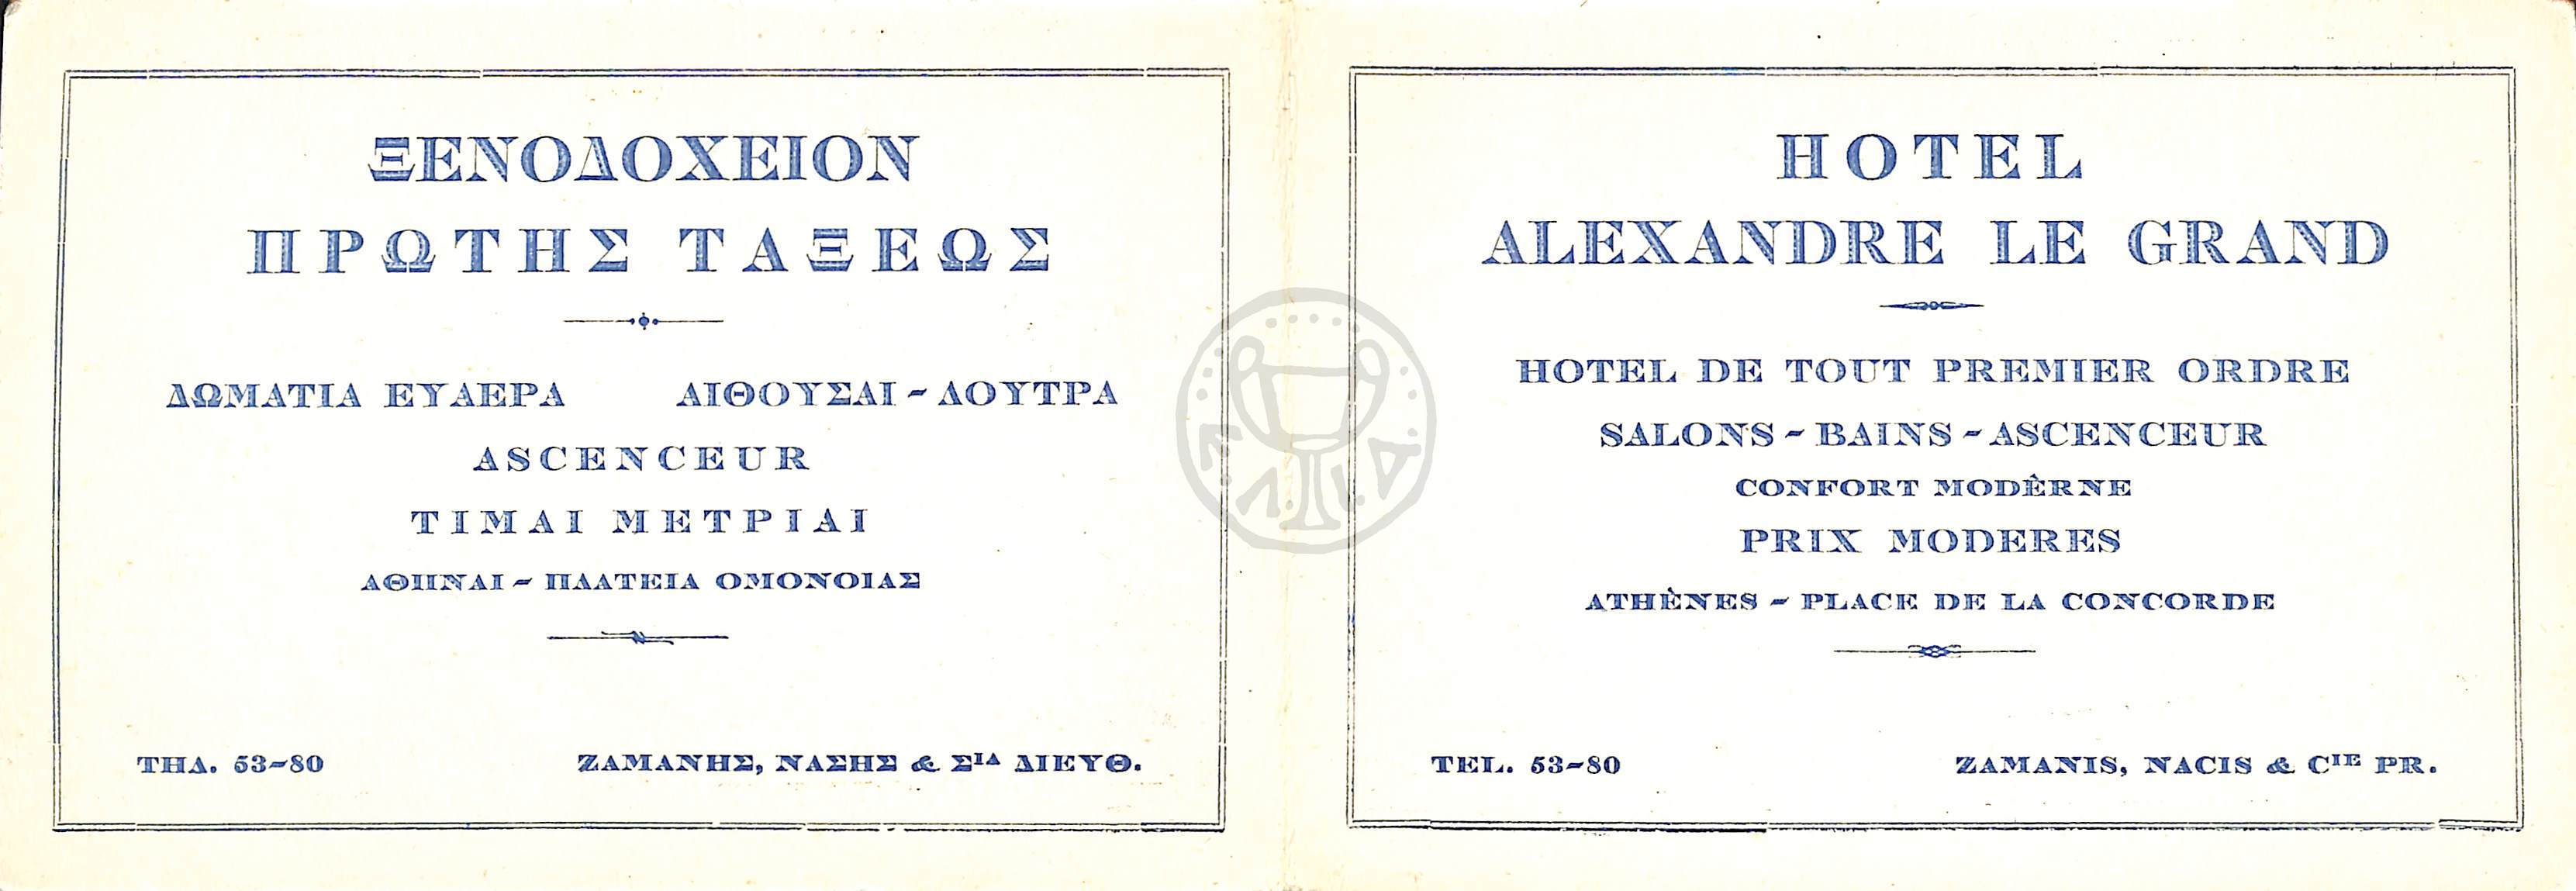 ΞΕΝΟΔΟΧΕΙΟΝ
ΠΡΩΤΗΣ ΤΑΞΕΩΣ
ΔΩΜΑΤΙΑ ΕΥΑΕΡΑ ΑΙΘΟΥΣΑΙ - ΛΟΥΤΡΑ
ASCENCEUR
ΤΙΜΑΙ ΜΕΤΡΙΑΙ
ΑΘΗΝΑΙ - ΠΛΑΤΕΙΑ ΟΜΟΝΟΙΑΣ
ΤΗΛ. 53-80 ΖΑΜΑΝΗΣ, ΝΑΣΗΣ & ΣΙΑ ΔΙΕΥΘ.
HOTEL
ALEXANDRE LE GRAND
HOTEL DE TOUT PREMIER ORDRE
SALONS - BAINS - ASCENCEUR
CONFORT MODÈRNE
PRIX MODERES
ATHÈNES - PLACE DE LA CONCORDE
TEL. 53-80 ZAMANIS, NACIS & CIE PR.
Ε.Λ.Ι.Α.